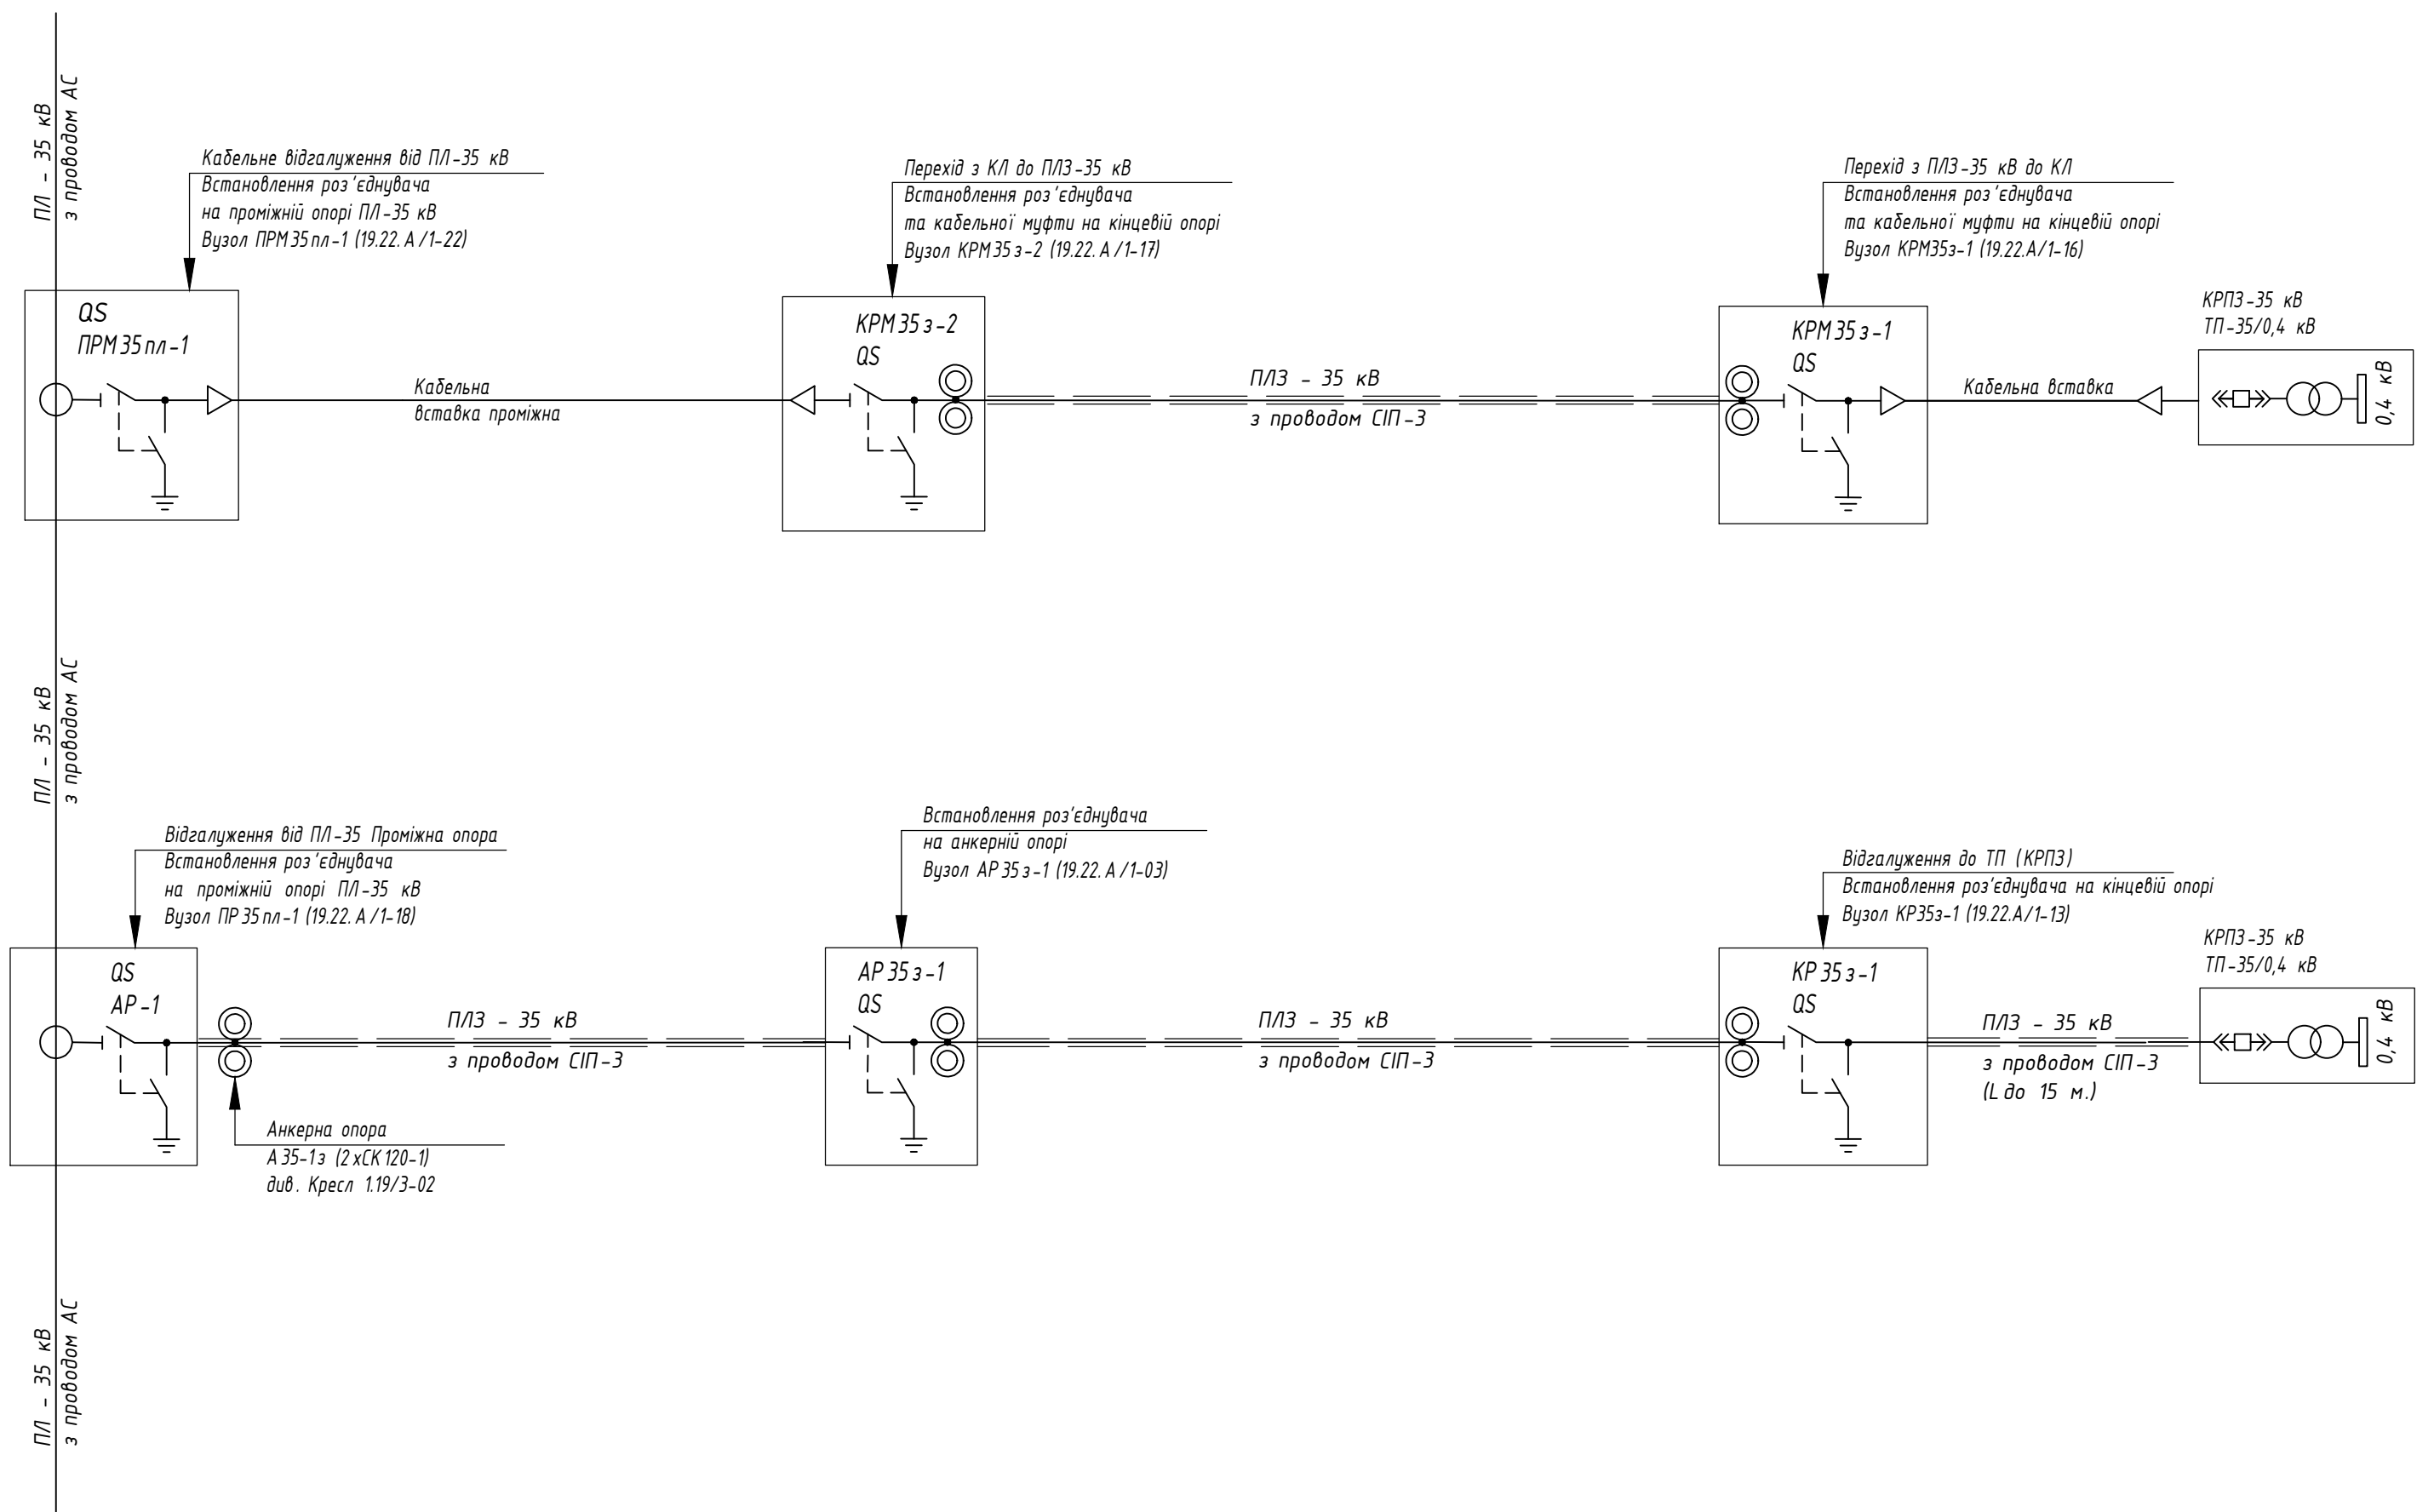 ПЛ - 35 кВ
з проводом АС
Кабельне відгалуження від ПЛ-35 кВ
Встановлення роз'єднувача
на проміжній опорі ПЛ-35 кВ
Вузол ПРМ35пл-1 (19.22.А/1-22)
Перехід з КЛ до ПЛЗ-35 кВ
Встановлення роз'єднувача
та кабельної муфти на кінцевій опорі
Вузол КРМ35з-2 (19.22.А/1-17)
Перехід з ПЛЗ-35 кВ до КЛ
Встановлення роз'єднувача
та кабельної муфти на кінцевій опорі
Вузол КРМ35з-1 (19.22.А/1-16)
QS
ПРМ35пл-1
Кабельна
вставка проміжна
КРМ35з-2
QS
ПЛЗ - 35 кВ
з проводом СІП-3
КРМ35з-1
QS
Кабельна вставка
КРПЗ-35 кВ
ТП-35/0,4 кВ
0,4 кВ
ПЛ - 35 кВ
з проводом АС
Відгалуження від ПЛ-35 Проміжна опора
Встановлення роз'єднувача
на проміжній опорі ПЛ-35 кВ
Вузол ПР35пл-1 (19.22.А/1-18)
Встановлення роз'єднувача
на анкерній опорі
Вузол АР35з-1 (19.22.А/1-03)
Відгалуження до ТП (КРПЗ)
Встановлення роз'єднувача на кінцевій опорі
Вузол КР35з-1 (19.22.А/1-13)
QS
АР-1
ПЛЗ - 35 кВ
з проводом СІП-3
Анкерна опора
А35-1з (2хСК120-1)
див. Кресл 1.19/3-02
АР35з-1
QS
ПЛЗ - 35 кВ
з проводом СІП-3
КР35з-1
QS
ПЛЗ - 35 кВ
з проводом СІП-3
(L до 15 м.)
КРПЗ-35 кВ
ТП-35/0,4 кВ
0,4 кВ
ПЛ - 35 кВ
з проводом АС